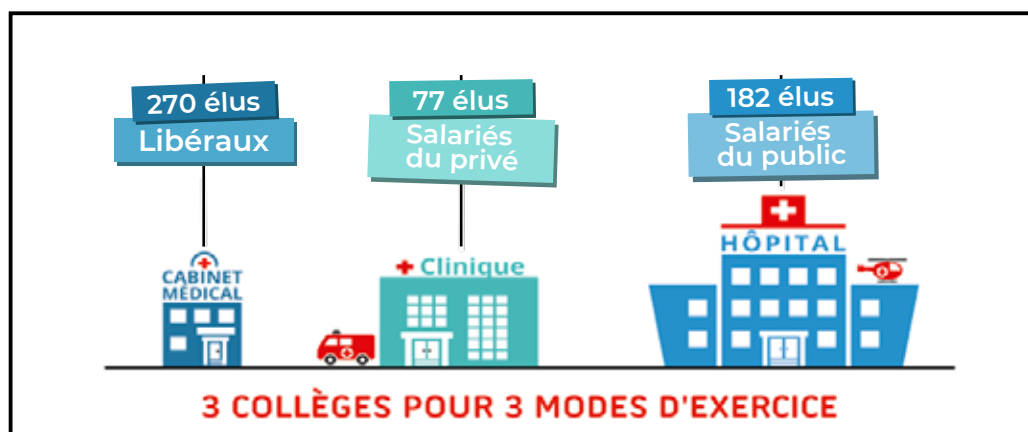 270 élus
Libéraux
77 élus
Salariés
du privé
182 élus
Salariés
du public
CABINET
MÉDICAL
Clinique
HÔPITAL
3 COLLÈGES POUR 3 MODES D'EXERCICE